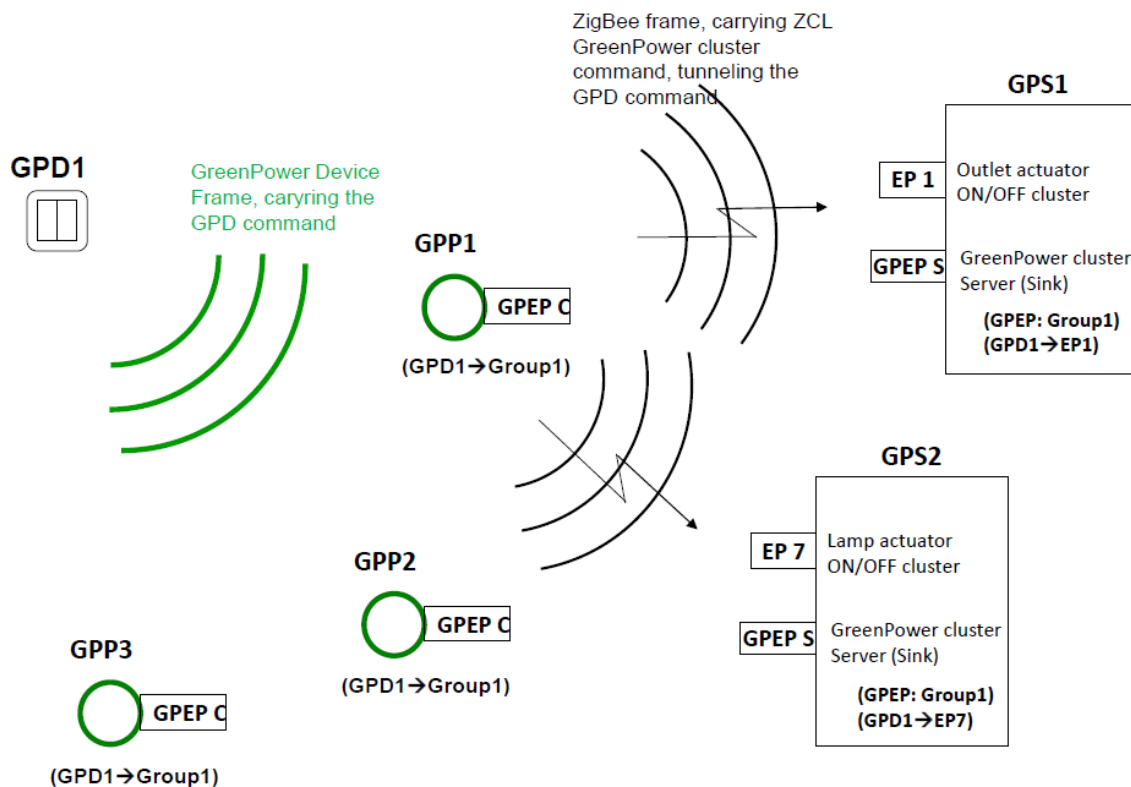 ZigBee frame, carrying ZCL
GreenPower cluster
command, tunneling the
GPD command
GPS1
GPD1
GreenPower Device
Frame, caryring the
GPD command
EP 1
Outlet actuator
ON/OFF cluster
GPP1
GPEP C
(GPD1→Group1)
GPEP S
GreenPower cluster
Server (Sink)
(GPEP: Group1)
(GPD1→EP1)
GPS2
EP 7
Lamp actuator
ON/OFF cluster
GPP2
GPEP C
(GPD1→Group1)
GPEP S
GreenPower cluster
Server (Sink)
(GPEP: Group1)
(GPD1→EP7)
GPP3
GPEP C
(GPD1→Group1)